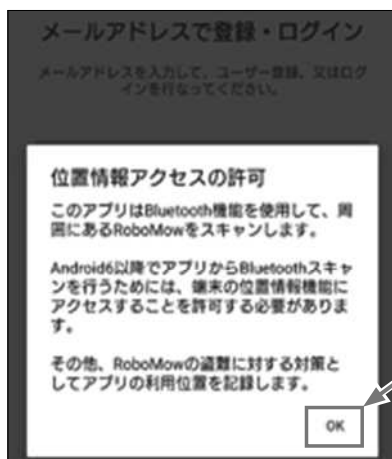 メールアドレスで登録・ログイン
メールアドレスを入力して、ユーザー登録、又はログ
インを行なってください。
位置情報アクセスの許可
このアプリはBluetooth機能を使用して、周
囲にあるRoboMowをスキャンします。
Android6以降でアプリからBluetoothスキャ
ンを行うためには、端末の位置情報機能に
アクセスすることを許可する必要がありま
す。
その他、RoboMowの盗難に対する対策と
してアプリの利用位置を記録します。
OK